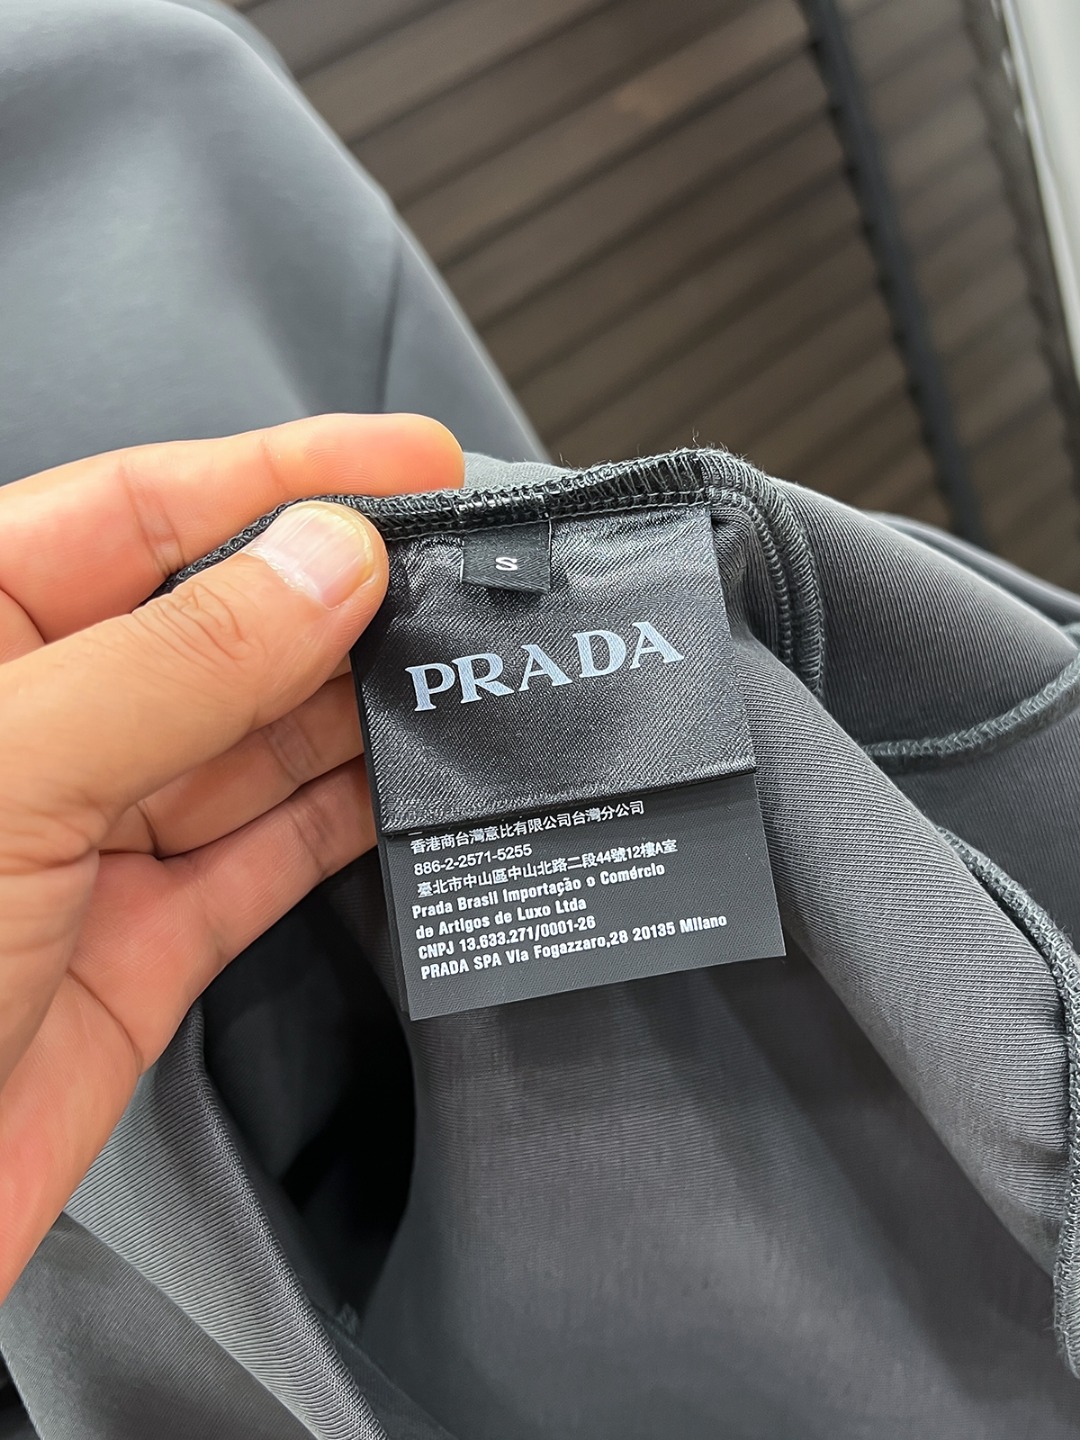 S
PRADA
香港商台灣意比有限公司台灣分公司
886-2-2571-5255
臺北市中山區中山北路二段44號12樓A室
Prada Brasil Importação o Comércio
de Artigos de Luxo Ltda
CNPJ 13.633.271/0001-26
PRADA SPA Via Fogazzaro,28 20135 Milano